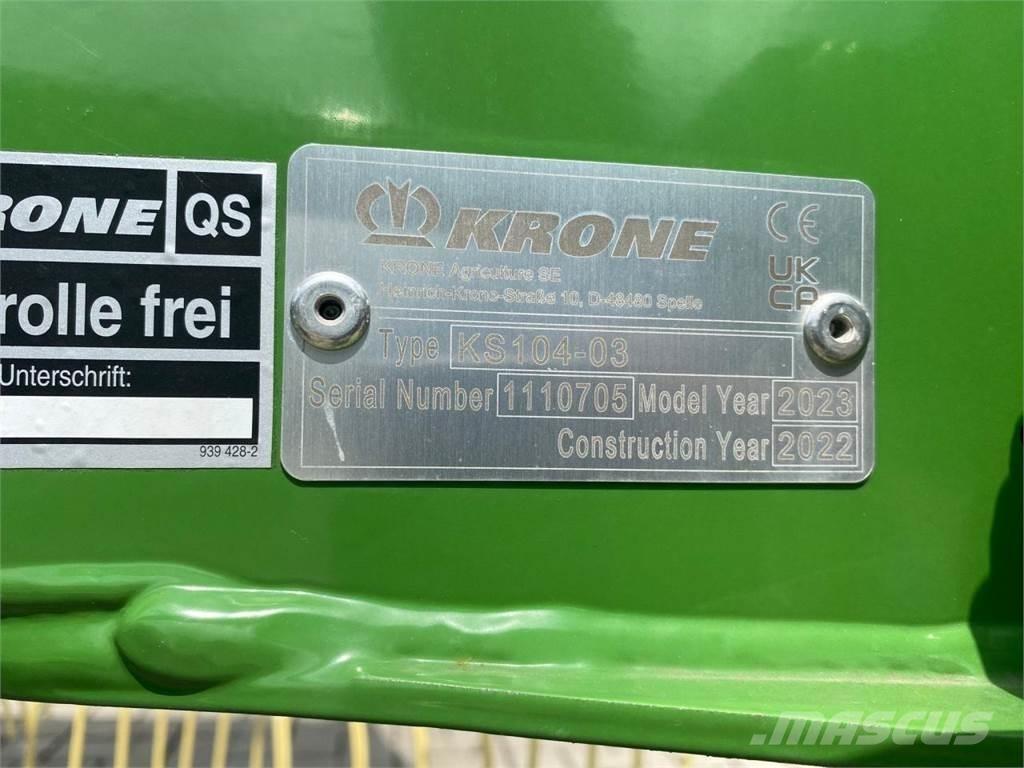 RONE QS
rolle frei
Unterschrift:
939 428-2
KRONE
CE
KRONE Agriculture SE
Heinrich-Krone-Straße 10, D-48480 Spelle
UK
CA
Type KS104-03
Serial Number 1110705 Model Year 2023
Construction Year 2022
MASCUS